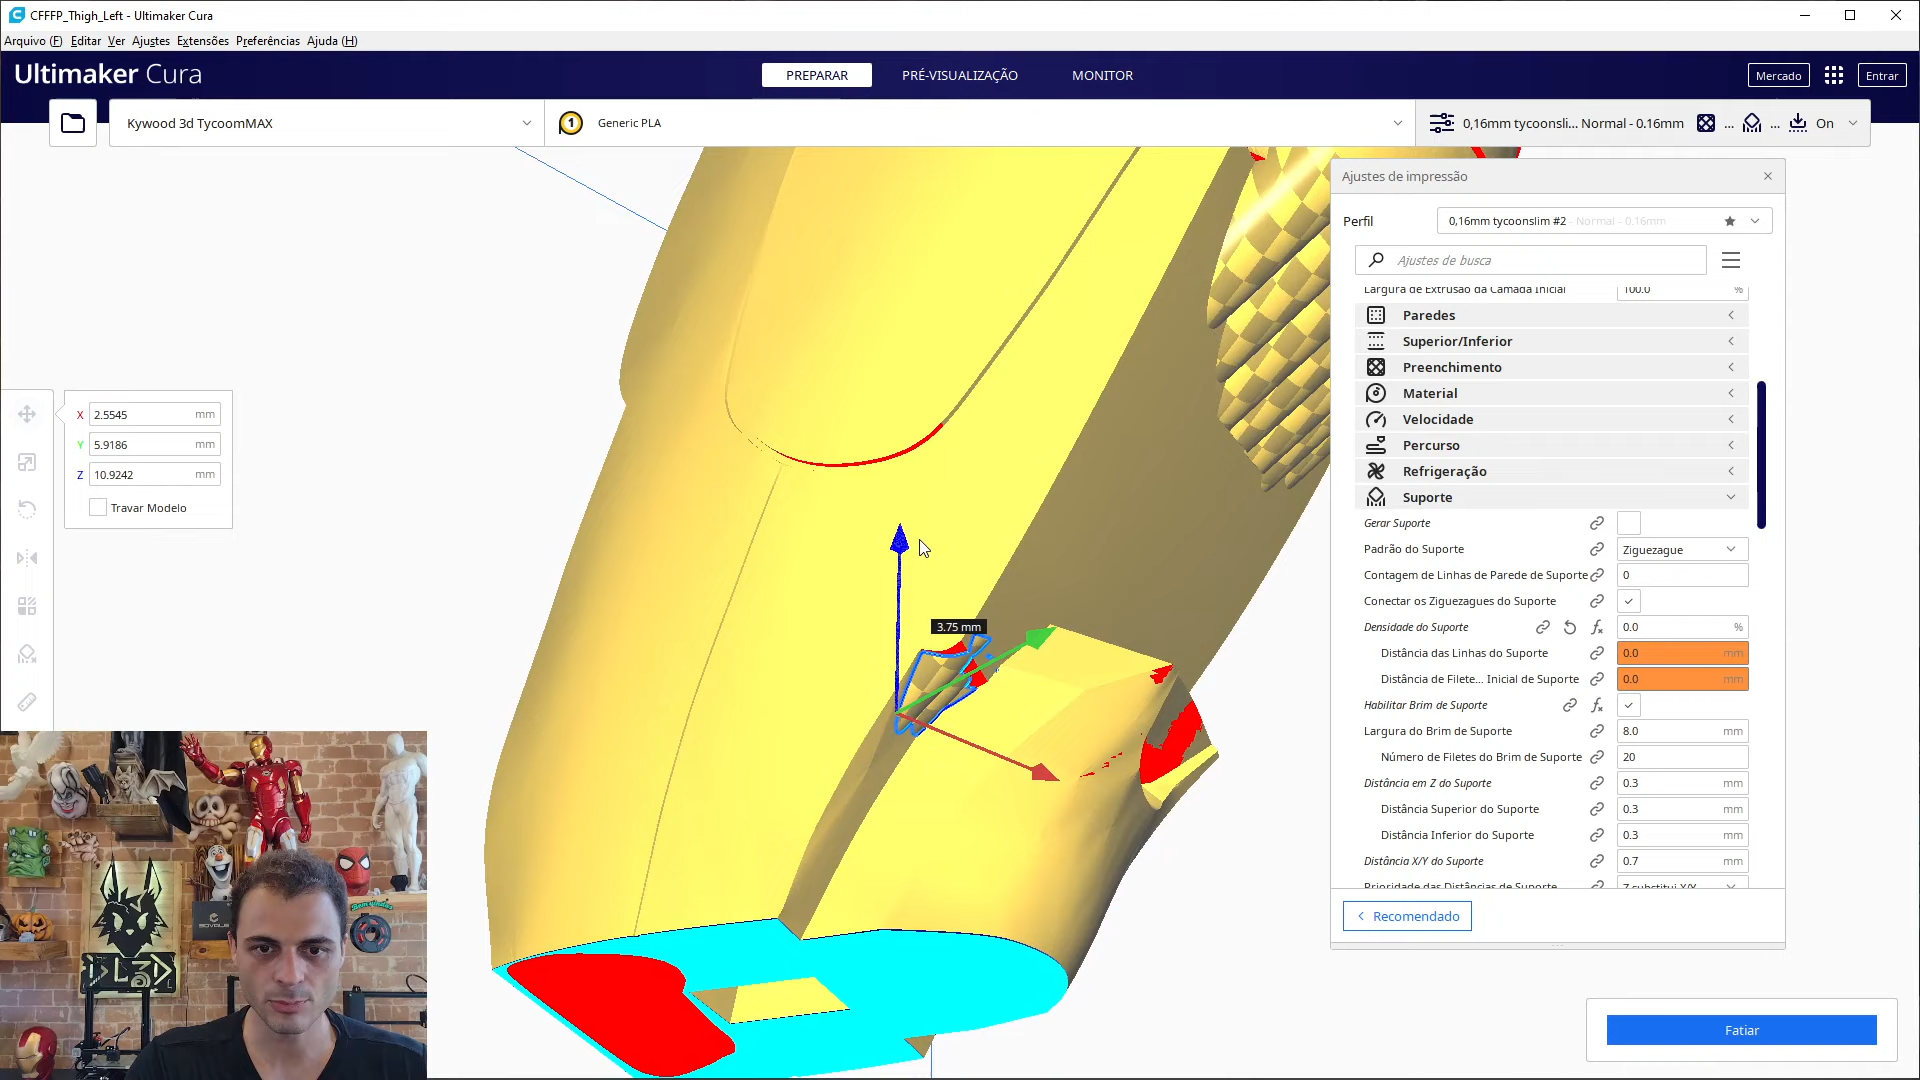 CFFFP_Thigh_Left - Ultimaker Cura
Arquivo (F) Editar Ver Ajustes Extensões Preferências Ajuda (H)
Ultimaker Cura
PREPARAR PRÉ-VISUALIZAÇÃO MONITOR
Mercado Entrar
Kywood 3d TycoomMAX
1 Generic PLA
0,16mm tycoonsli... Normal - 0.16mm ... ... On
Ajustes de impressão
Perfil 0,16mm tycoonslim #2 - Normal - 0.16mm
Ajustes de busca
Largura de Extrusão da Camada Inicial 100.0 %
Paredes
Superior/Inferior
Preenchimento
Material
Velocidade
Percurso
Refrigeração
Suporte
Gerar Suporte
Padrão do Suporte Ziguezague
Contagem de Linhas de Parede de Suporte 0
Conectar os Ziguezagues do Suporte
Densidade do Suporte 0.0 %
Distância das Linhas do Suporte 0.0 mm
Distância de Filete... Inicial de Suporte 0.0 mm
Habilitar Brim de Suporte
Largura do Brim de Suporte 8.0 mm
Número de Filetes do Brim de Suporte 20
Distância em Z do Suporte 0.3 mm
Distância Superior do Suporte 0.3 mm
Distância Inferior do Suporte 0.3 mm
Distância X/Y do Suporte 0.7 mm
Prioridade das Distâncias de Suporte Z substitui X/Y
Recomendado
Fatiar
X 2.5545 mm
Y 5.9186 mm
Z 10.9242 mm
Travar Modelo
3.75 mm
Bem vindos
SOVOL